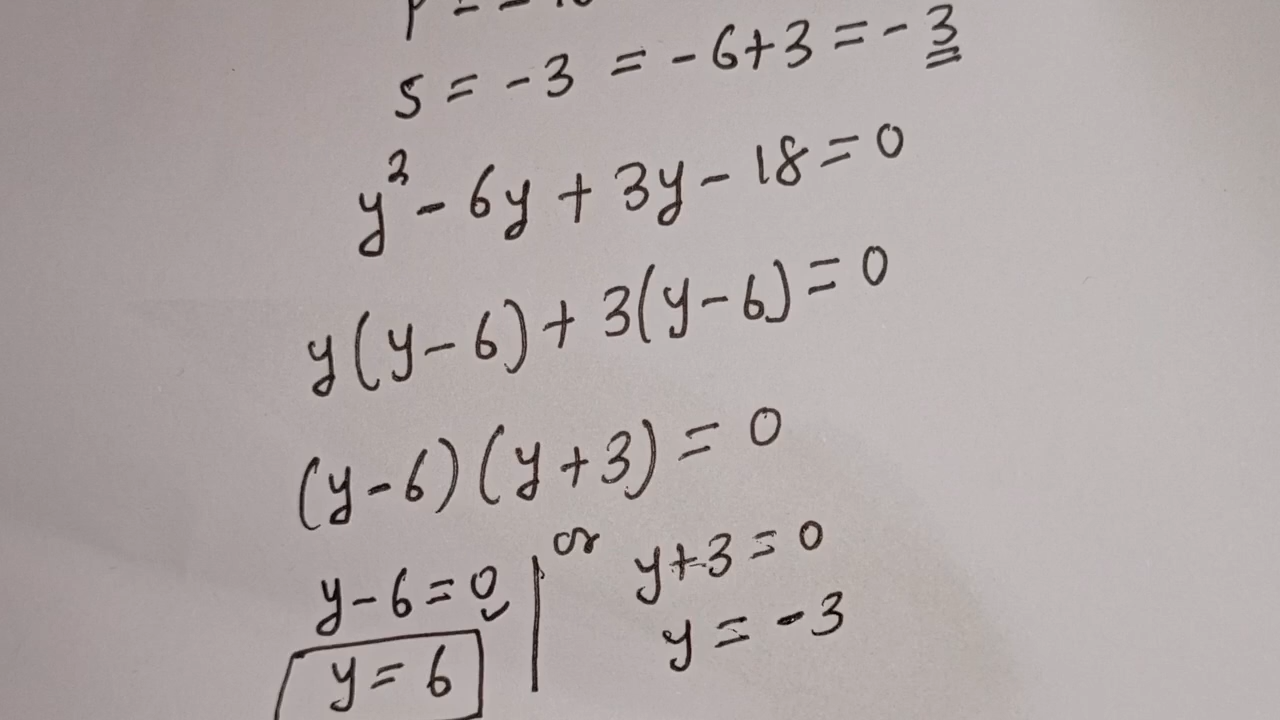 s = -3 = -6+3 = -3
y² - 6y + 3y - 18 = 0
y(y-6) + 3(y-6) = 0
(y-6)(y+3) = 0
y-6=0 | or y+3=0
y=6 | y=-3